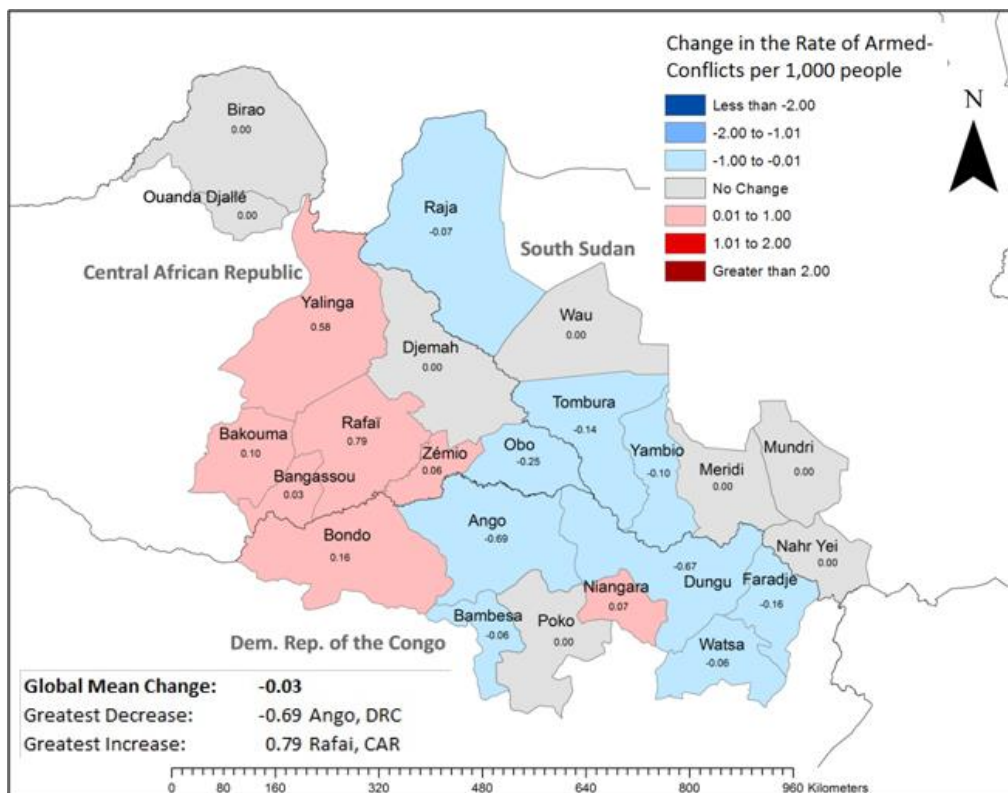 Change in the Rate of Armed-
Conflicts per 1,000 people
Less than -2.00
-2.00 to -1.01
-1.00 to -0.01
No Change
0.01 to 1.00
1.01 to 2.00
Greater than 2.00
N
Birao
0.00
Ouanda Djallé
0.00
Raja
-0.07
South Sudan
Central African Republic
Yalinga
0.58
Wau
0.00
Djemah
0.00
Tombura
-0.14
Rafaï
0.79
Bakouma
0.10
Zémio
0.06
Obo
-0.25
Yambio
-0.10
Mundri
0.00
Meridi
0.00
Bangassou
0.03
Ango
-0.69
Bondo
0.16
Nahr Yei
0.00
-0.67
Dungu
Faradje
-0.16
Niangara
0.07
Bambesa
-0.06
Poko
0.00
Watsa
-0.06
Dem. Rep. of the Congo
Global Mean Change: -0.03
Greatest Decrease: -0.69 Ango, DRC
Greatest Increase: 0.79 Rafai, CAR
0 80 160 320 480 640 800 960 Kilometers